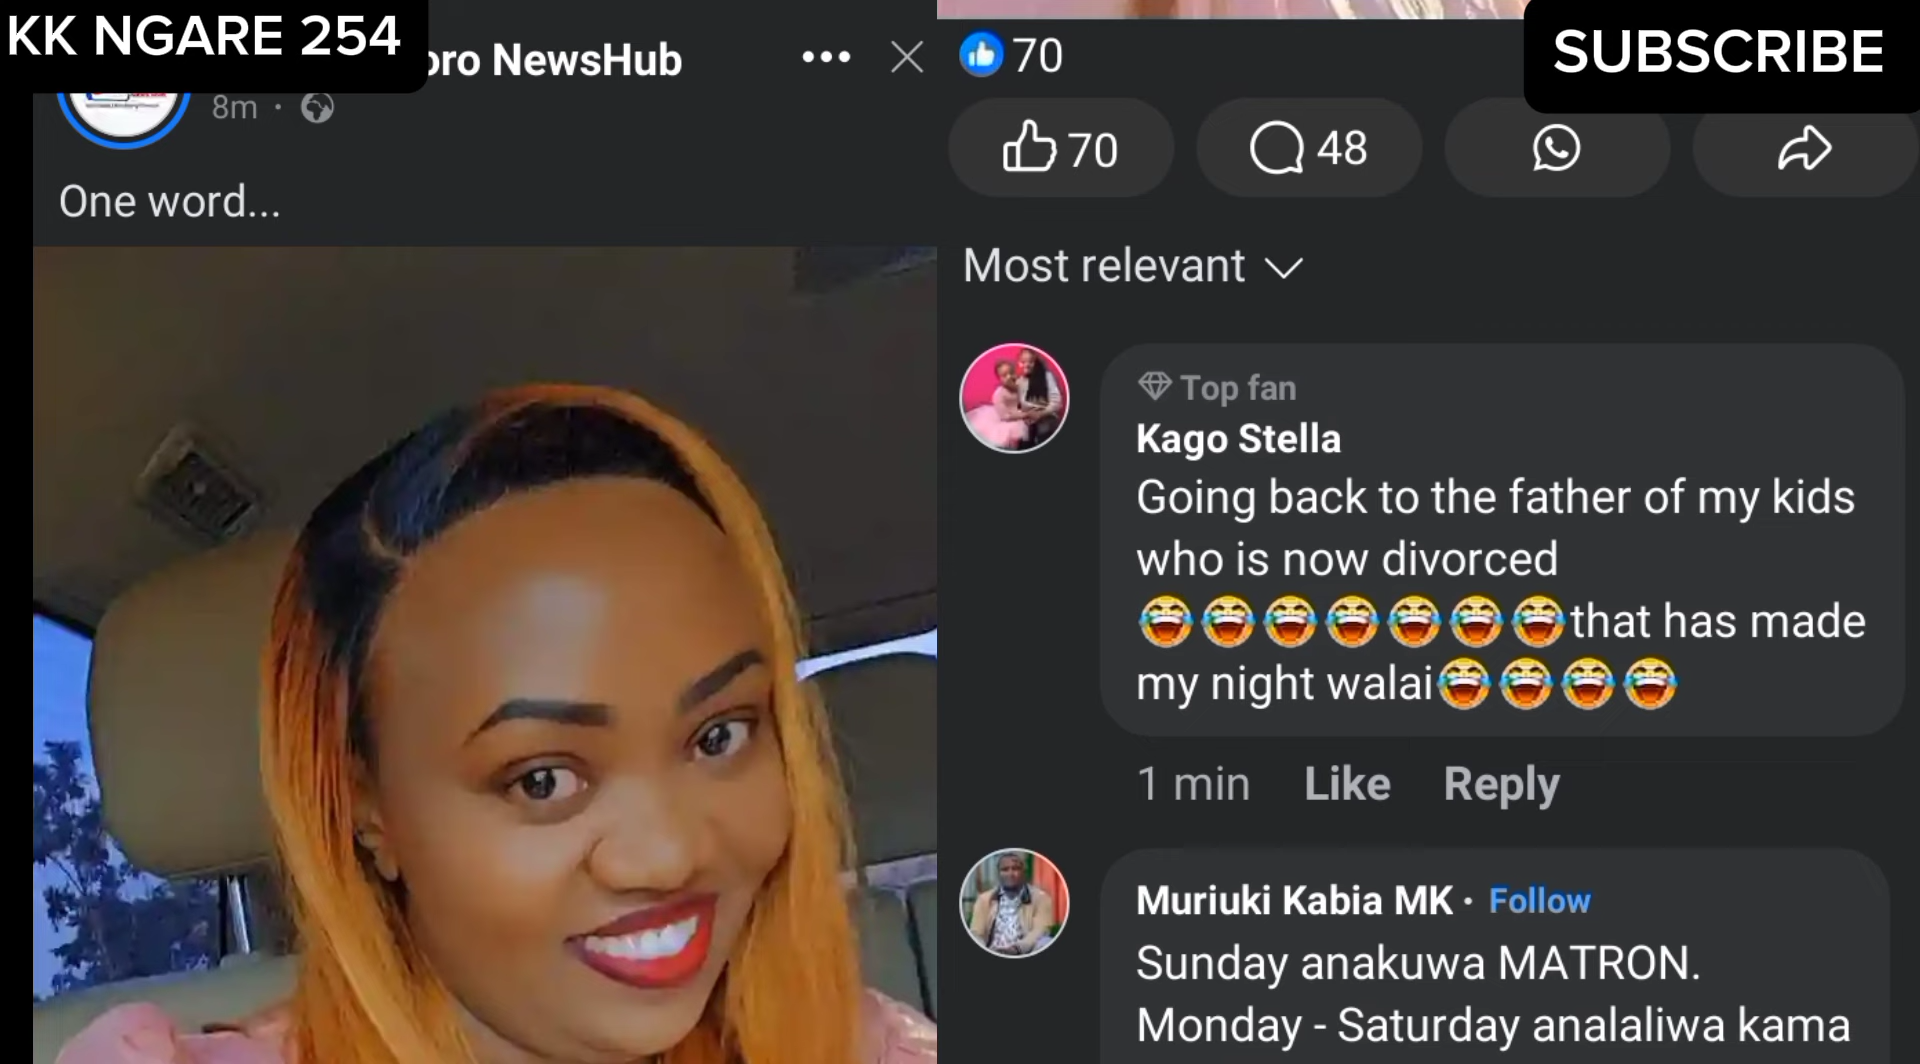 KK NGARE 254
oro NewsHub
8m ·
One word...
SUBSCRIBE
70
70
48
Most relevant
Top fan
Kago Stella
Going back to the father of my kids
who is now divorced
😂😂😂😂😂😂😂that has made
my night walai😂😂😂😂
1 min Like Reply
Muriuki Kabia MK · Follow
Sunday anakuwa MATRON.
Monday - Saturday analaliwa kama